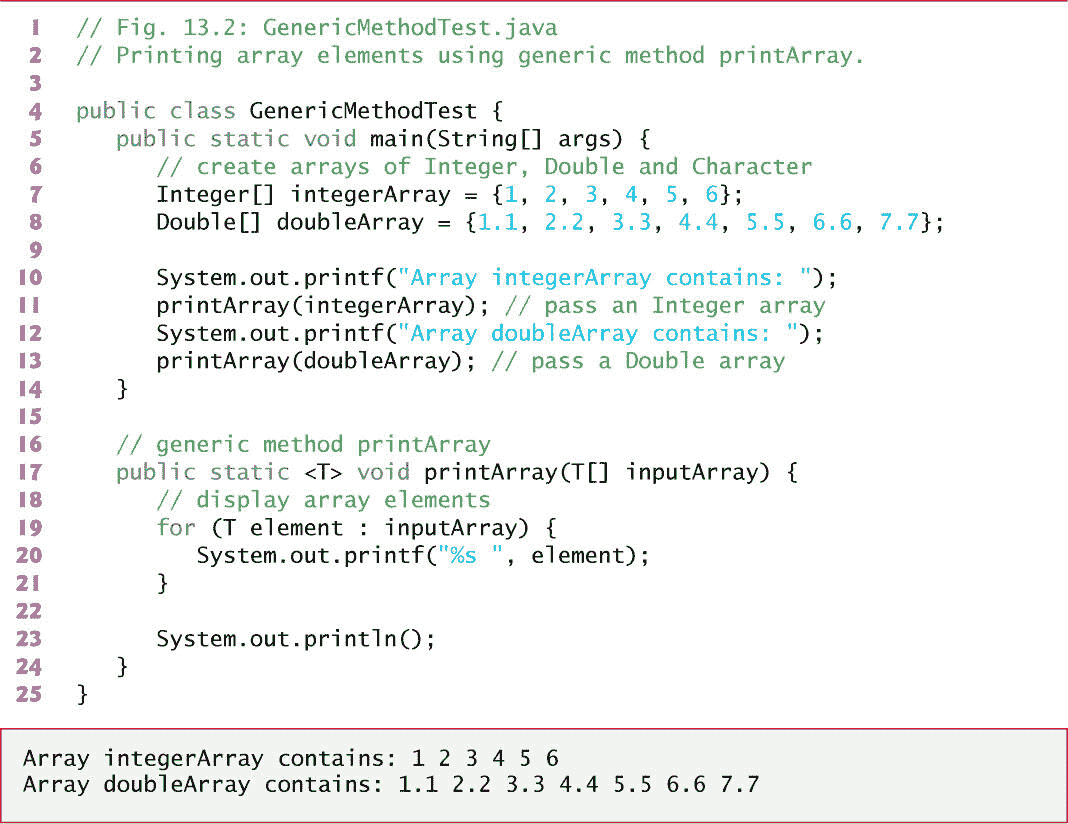 1 // Fig. 13.2: GenericMethodTest.java
2 // Printing array elements using generic method printArray.
3
4 public class GenericMethodTest {
5    public static void main(String[] args) {
6       // create arrays of Integer, Double and Character
7       Integer[] integerArray = {1, 2, 3, 4, 5, 6};
8       Double[] doubleArray = {1.1, 2.2, 3.3, 4.4, 5.5, 6.6, 7.7};
9
10       System.out.printf("Array integerArray contains: ");
11       printArray(integerArray); // pass an Integer array
12       System.out.printf("Array doubleArray contains: ");
13       printArray(doubleArray); // pass a Double array
14    }
15
16    // generic method printArray
17    public static <T> void printArray(T[] inputArray) {
18       // display array elements
19       for (T element : inputArray) {
20          System.out.printf("%s ", element);
21       }
22
23       System.out.println();
24    }
25 }
Array integerArray contains: 1 2 3 4 5 6
Array doubleArray contains: 1.1 2.2 3.3 4.4 5.5 6.6 7.7